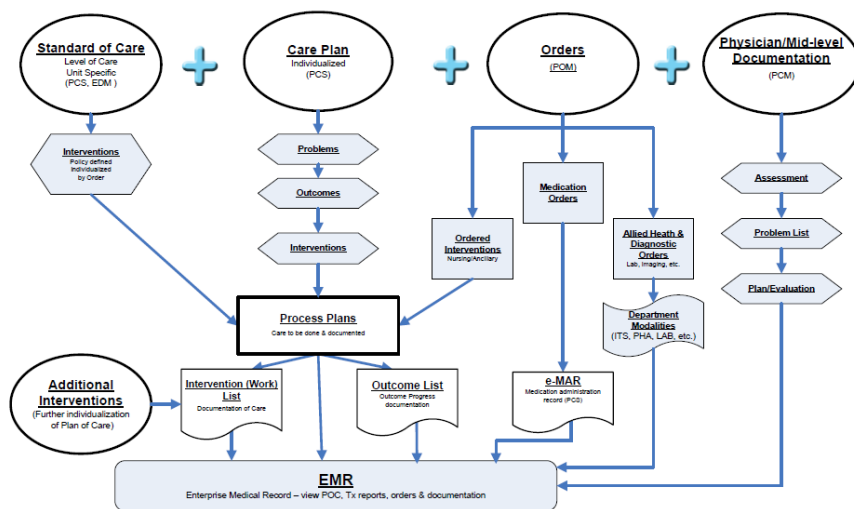 Standard of Care
Level of Care
Unit Specific
(PCS, EDM )
Care Plan
Individualized
(PCS)
Orders
(POM)
Physician/Mid-level
Documentation
(PCM)
Interventions
Policy defined
Individualized
by Order
Problems
Outcomes
Interventions
Ordered Interventions
Nursing/Ancillary
Medication
Orders
Allied Heath &
Diagnostic
Orders
Lab, Imaging, etc.
Assessment
Problem List
Plan/Evaluation
Process Plans
Care to be done & documented
Department
Modalities
(ITS, PHA, LAB, etc.)
Additional
Interventions
(Further individualization
of Plan of Care)
Intervention (Work)
List
Documentation of Care
Outcome List
Outcome Progress
documentation
e-MAR
Medication administration
record (PCS)
EMR
Enterprise Medical Record – view POC, Tx reports, orders & documentation